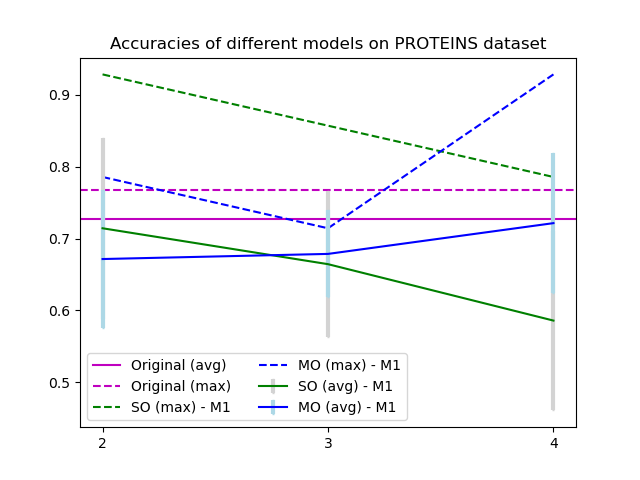 Accuracies of different models on PROTEINS dataset
0.9
0.8
0.7
0.6
0.5
Original (avg)
Original (max)
SO (max) - M1
MO (max) - M1
SO (avg) - M1
MO (avg) - M1
2
3
4